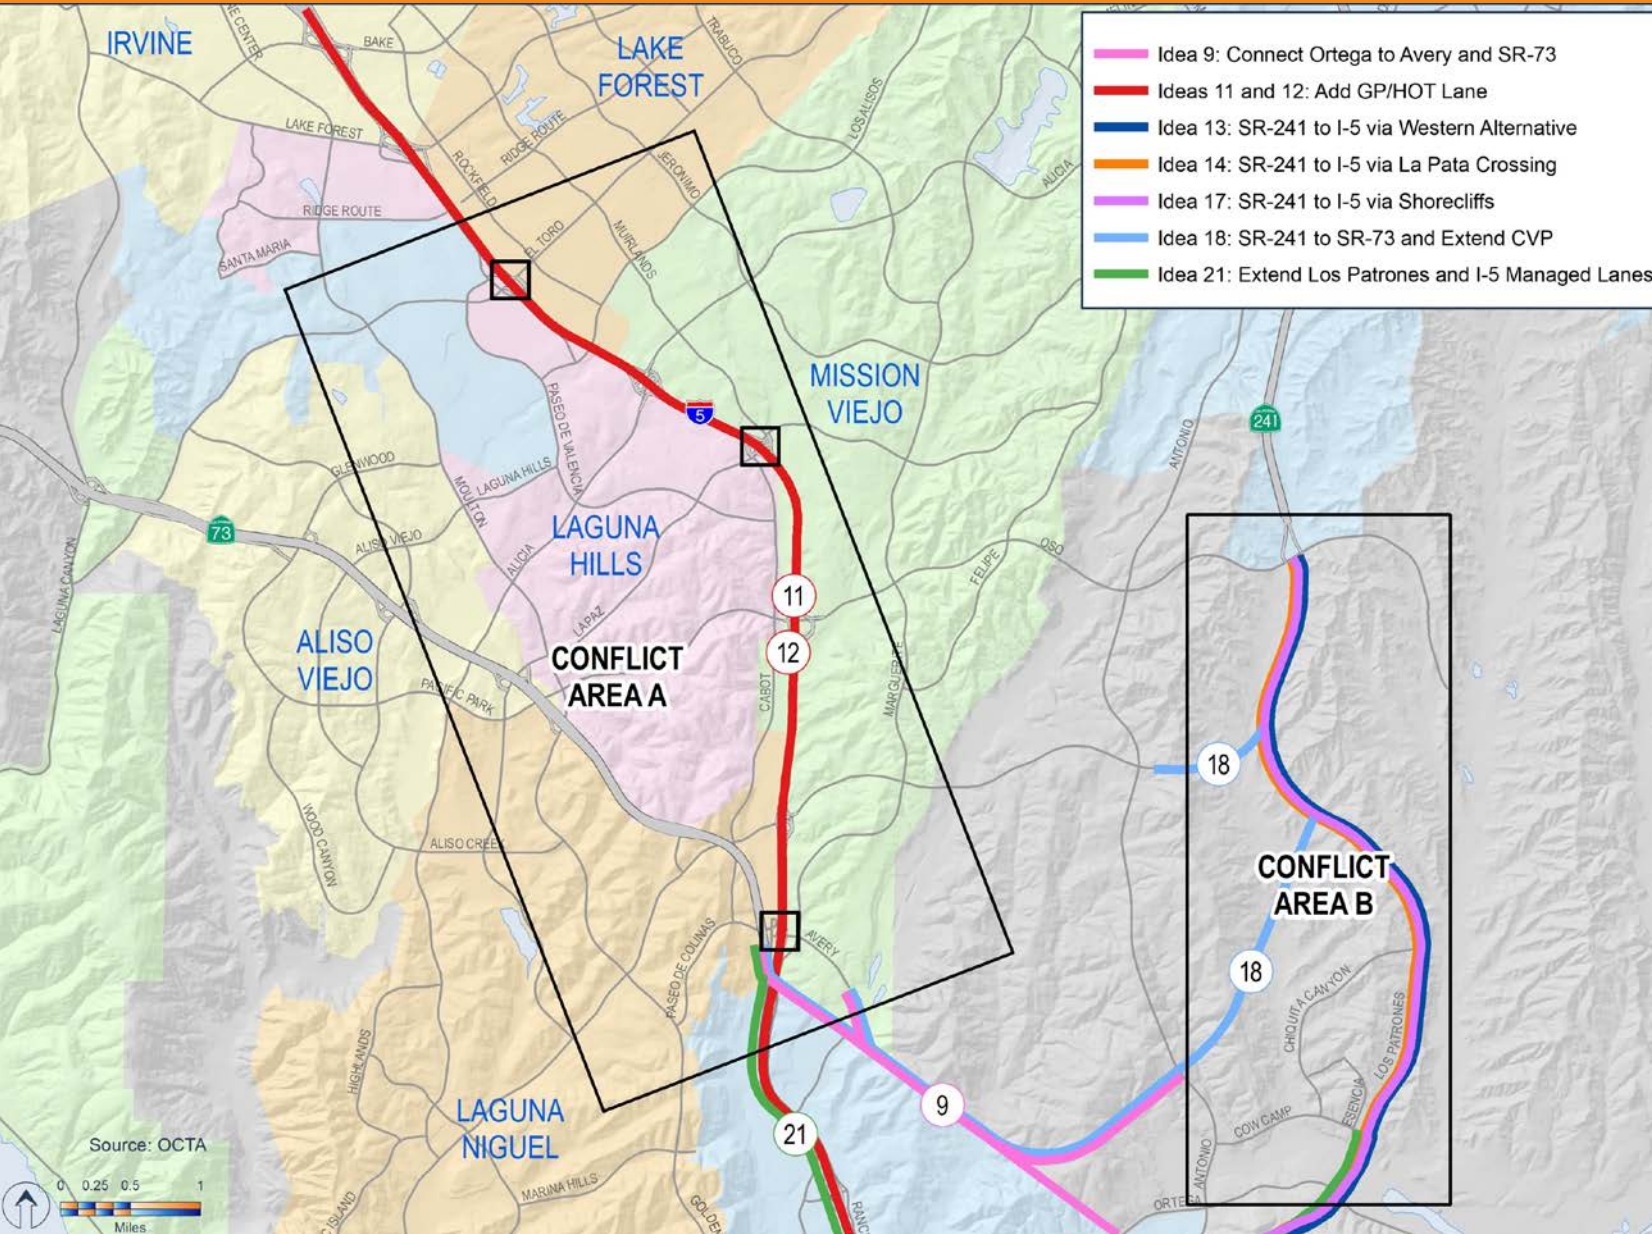 Idea 9: Connect Ortega to Avery and SR-73
Ideas 11 and 12: Add GP/HOT Lane
Idea 13: SR-241 to I-5 via Western Alternative
Idea 14: SR-241 to I-5 via La Pata Crossing
Idea 17: SR-241 to I-5 via Shorecliffs
Idea 18: SR-241 to SR-73 and Extend CVP
Idea 21: Extend Los Patrones and I-5 Managed Lanes
IRVINE
BAKE
LAKE
FOREST
TRABUCO
LOS ALISOS
LAKE FOREST
ROCKFIELD
RIDGE ROUTE
JERONIMO
ALICIA
RIDGE ROUTE
SANTA MARIA
EL TORO
MUIRLANDS
MISSION
VIEJO
PASEO DE VALENCIA
5
241
ANTONIO
GLENWOOD
MOULTON
LAGUNA HILLS
73
ALISO VIEJO
LAGUNA
HILLS
ALICIA
FELIPE
OSO
LAGUNA CANYON
11
LA PAZ
12
ALISO
VIEJO
PACIFIC PARK
CONFLICT
AREA A
CABOT
MARGUERITE
18
WOOD CANYON
ALISO CREEK
CONFLICT
AREA B
AVERY
PASEO DE COLINAS
18
CHIQUITA CANYON
LOS PATRONES
HIGHLANDS
9
ESENCIA
COW CAMP
LAGUNA
NIGUEL
21
ANTONIO
MARINA HILLS
ORTEGA
GOLDEN
RANC
ISLAND
Source: OCTA
0 0.25 0.5 1
Miles